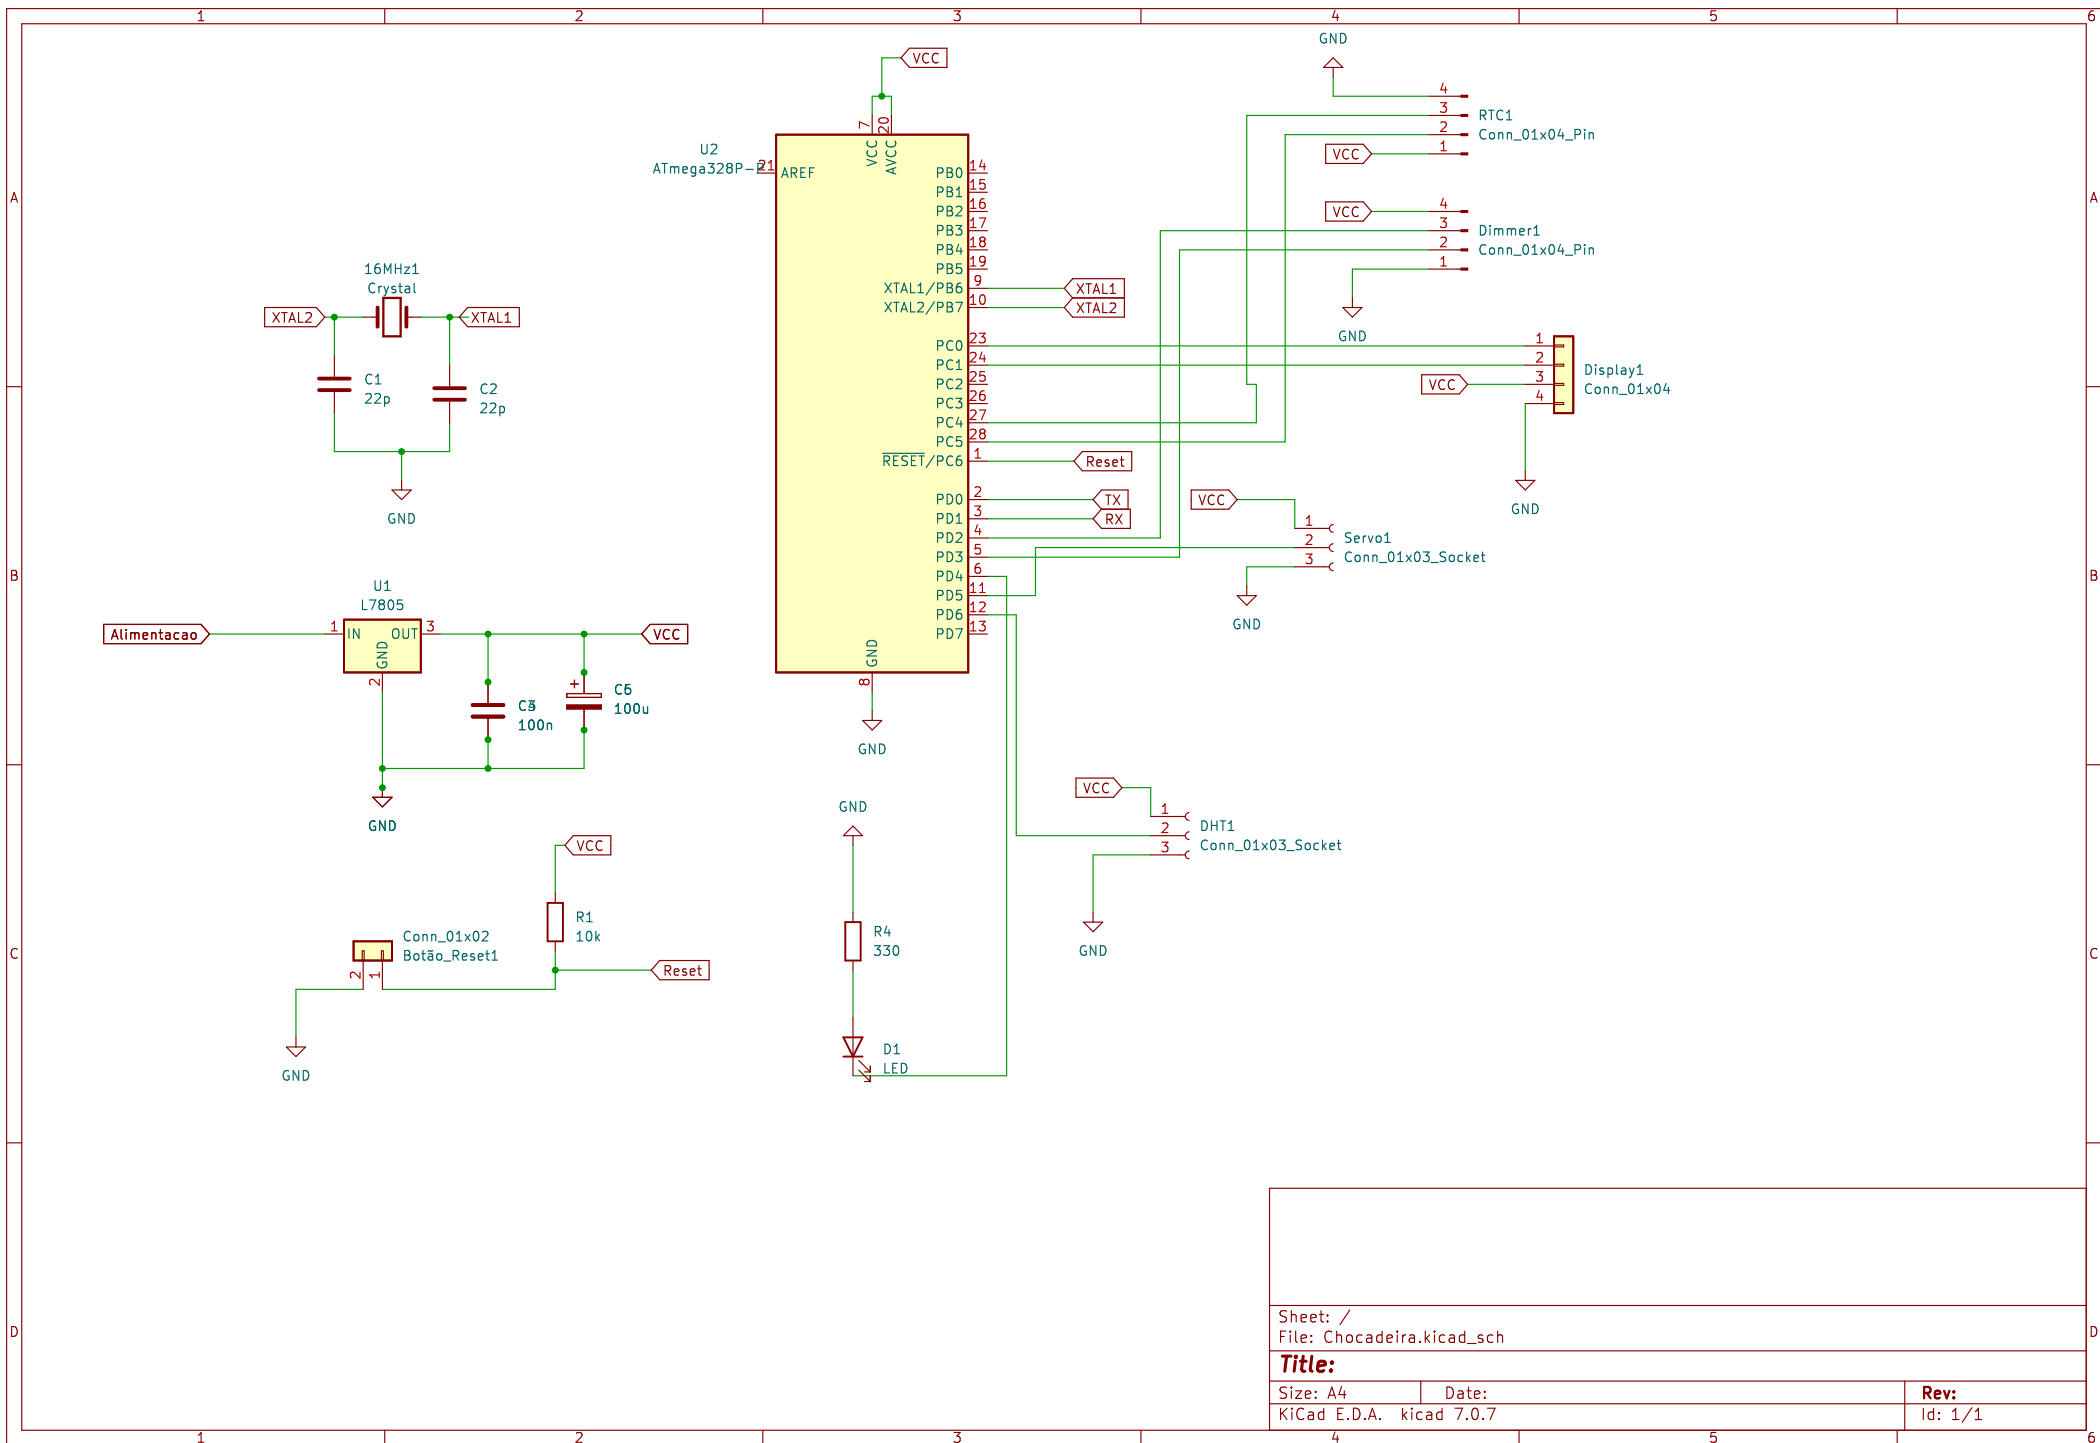 1 2 3 4 5 6
A
B
C
D
A
B
C
D
1 2 3 4 5 6
VCC
7
20
U2
ATmega328P-P
21
AREF
VCC
AVCC
PB0 14
PB1 15
PB2 16
PB3 17
PB4 18
PB5 19
XTAL1/PB6 9
XTAL2/PB7 10
PC0 23
PC1 24
PC2 25
PC3 26
PC4 27
PC5 28
RESET/PC6 1
PD0 2
PD1 3
PD2 4
PD3 5
PD4 6
PD5 11
PD6 12
PD7 13
GND
8
GND
XTAL1
XTAL2
Reset
TX
RX
16MHz1
Crystal
XTAL2
XTAL1
C1
22p
C2
22p
GND
U1
L7805
Alimentacao
1 IN
OUT 3
GND
2
VCC
100n
100u
GND
VCC
R1
10k
Conn_01x02
Botão_Reset1
2
1
Reset
GND
GND
R4
330
D1
LED
GND
4
3
2
1
RTC1
Conn_01x04_Pin
VCC
VCC
4
3
2
1
Dimmer1
Conn_01x04_Pin
GND
1
2
3
4
VCC
Display1
Conn_01x04
GND
VCC
1
2
3
Servo1
Conn_01x03_Socket
GND
VCC
1
2
3
DHT1
Conn_01x03_Socket
GND
Sheet: /
File: Chocadeira.kicad_sch
Title:
Size: A4 Date: Rev:
KiCad E.D.A. kicad 7.0.7 Id: 1/1